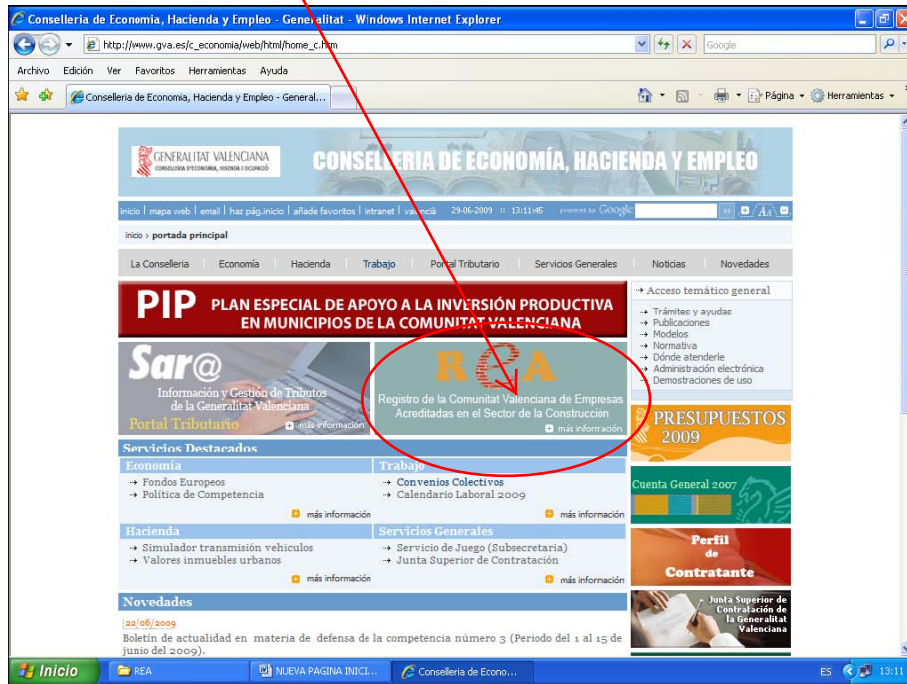 Conselleria de Economia, Hacienda y Empleo - Generalitat - Windows Internet Explorer
http://www.gva.es/c_economia/web/html/home_c.htm
Google
Archivo Edición Ver Favoritos Herramientas Ayuda
Conselleria de Economia, Hacienda y Empleo - General...
Página Herramientas
GENERALITAT VALENCIANA
CONSELLERIA D'ECONOMIA, HISENDA I OCUPACIÓ
CONSELLERIA DE ECONOMÍA, HACIENDA Y EMPLEO
inicio | mapa web | email | haz pág.inicio | añade favoritos | intranet | valencià 29-06-2009 :: 13:11:45 powered by Google
inicio > portada principal
La Conselleria Economía Hacienda Trabajo Portal Tributario Servicios Generales Noticias Novedades
PIP PLAN ESPECIAL DE APOYO A LA INVERSIÓN PRODUCTIVA
EN MUNICIPIOS DE LA COMUNITAT VALENCIANA
Sar@
Información y Gestión de Tributos
de la Generalitat Valenciana
Portal Tributario
más información
ReA
Registro de la Comunitat Valenciana de Empresas
Acreditadas en el Sector de la Construcción
más información
Acceso temático general
Trámites y ayudas
Publicaciones
Modelos
Normativa
Dónde atenderle
Administración electrónica
Demostraciones de uso
PRESUPUESTOS
2009
Cuenta General 2007
Perfil
de
Contratante
Junta Superior de
Contratación de
la Generalitat
Valenciana
Servicios Destacados
Economía
Fondos Europeos
Política de Competencia
más información
Trabajo
Convenios Colectivos
Calendario Laboral 2009
más información
Hacienda
Simulador transmisión vehiculos
Valores inmuebles urbanos
más información
Servicios Generales
Servicio de Juego (Subsecretaria)
Junta Superior de Contratación
más información
Novedades
22/06/2009
Boletin de actualidad en materia de defensa de la competencia número 3 (Periodo del 1 al 15 de
junio del 2009).
Inicio REA NUEVA PAGINA INICI... Conselleria de Econo... ES 13:11